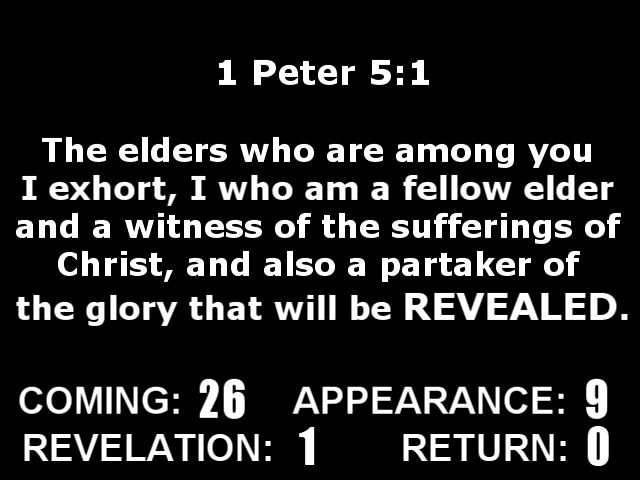 1 Peter 5:1
The elders who are among you
I exhort, I who am a fellow elder
and a witness of the sufferings of
Christ, and also a partaker of
the glory that will be REVEALED.
COMING: 26 APPEARANCE: 9
REVELATION: 1 RETURN: 0